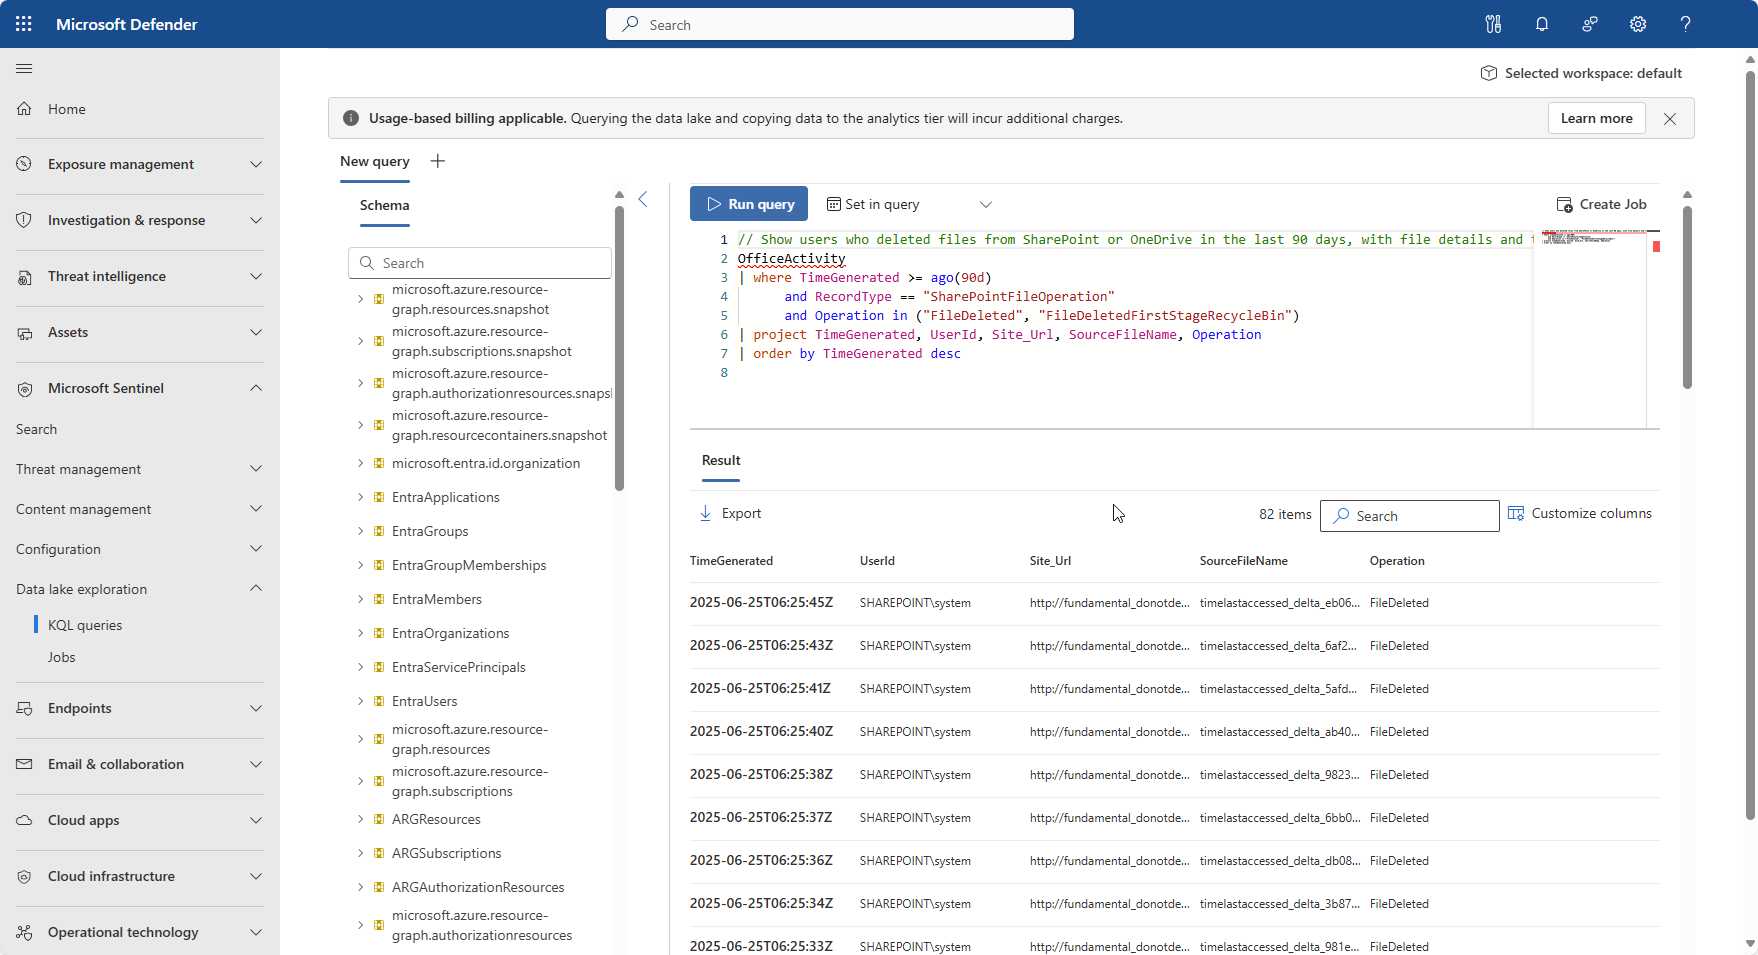 Microsoft Defender
Search
Selected workspace: default
Home
Usage-based billing applicable. Querying the data lake and copying data to the analytics tier will incur additional charges.
Learn more
Exposure management
Investigation & response
Threat intelligence
Assets
Microsoft Sentinel
Search
Threat management
Content management
Configuration
Data lake exploration
KQL queries
Jobs
Endpoints
Email & collaboration
Cloud apps
Cloud infrastructure
Operational technology
New query
Schema
Search
microsoft.azure.resource-
graph.resources.snapshot
microsoft.azure.resource-
graph.subscriptions.snapshot
microsoft.azure.resource-
graph.authorizationresources.snaps
microsoft.azure.resource-
graph.resourcecontainers.snapshot
microsoft.entra.id.organization
EntraApplications
EntraGroups
EntraGroupMemberships
EntraMembers
EntraOrganizations
EntraServicePrincipals
EntraUsers
microsoft.azure.resource-
graph.resources
microsoft.azure.resource-
graph.subscriptions
ARGResources
ARGSubscriptions
ARGAuthorizationResources
microsoft.azure.resource-
graph.authorizationresources
Run query
Set in query
Create Job
1 // Show users who deleted files from SharePoint or OneDrive in the last 90 days, with file details and
2 OfficeActivity
3 | where TimeGenerated >= ago(90d)
4 and RecordType == "SharePointFileOperation"
5 and Operation in ("FileDeleted", "FileDeletedFirstStageRecycleBin")
6 | project TimeGenerated, UserId, Site_Url, SourceFileName, Operation
7 | order by TimeGenerated desc
8
Result
Export
82 items
Search
Customize columns
TimeGenerated UserId Site_Url SourceFileName Operation
2025-06-25T06:25:45Z SHAREPOINT\system http://fundamental_donotde... timelastaccessed_delta_eb06... FileDeleted
2025-06-25T06:25:43Z SHAREPOINT\system http://fundamental_donotde... timelastaccessed_delta_6af2... FileDeleted
2025-06-25T06:25:41Z SHAREPOINT\system http://fundamental_donotde... timelastaccessed_delta_5afd... FileDeleted
2025-06-25T06:25:40Z SHAREPOINT\system http://fundamental_donotde... timelastaccessed_delta_ab40... FileDeleted
2025-06-25T06:25:38Z SHAREPOINT\system http://fundamental_donotde... timelastaccessed_delta_9823... FileDeleted
2025-06-25T06:25:37Z SHAREPOINT\system http://fundamental_donotde... timelastaccessed_delta_6bb0... FileDeleted
2025-06-25T06:25:36Z SHAREPOINT\system http://fundamental_donotde... timelastaccessed_delta_db08... FileDeleted
2025-06-25T06:25:34Z SHAREPOINT\system http://fundamental_donotde... timelastaccessed_delta_3b87... FileDeleted
2025-06-25T06:25:33Z SHAREPOINT\system http://fundamental_donotde... timelastaccessed_delta_981e... FileDeleted